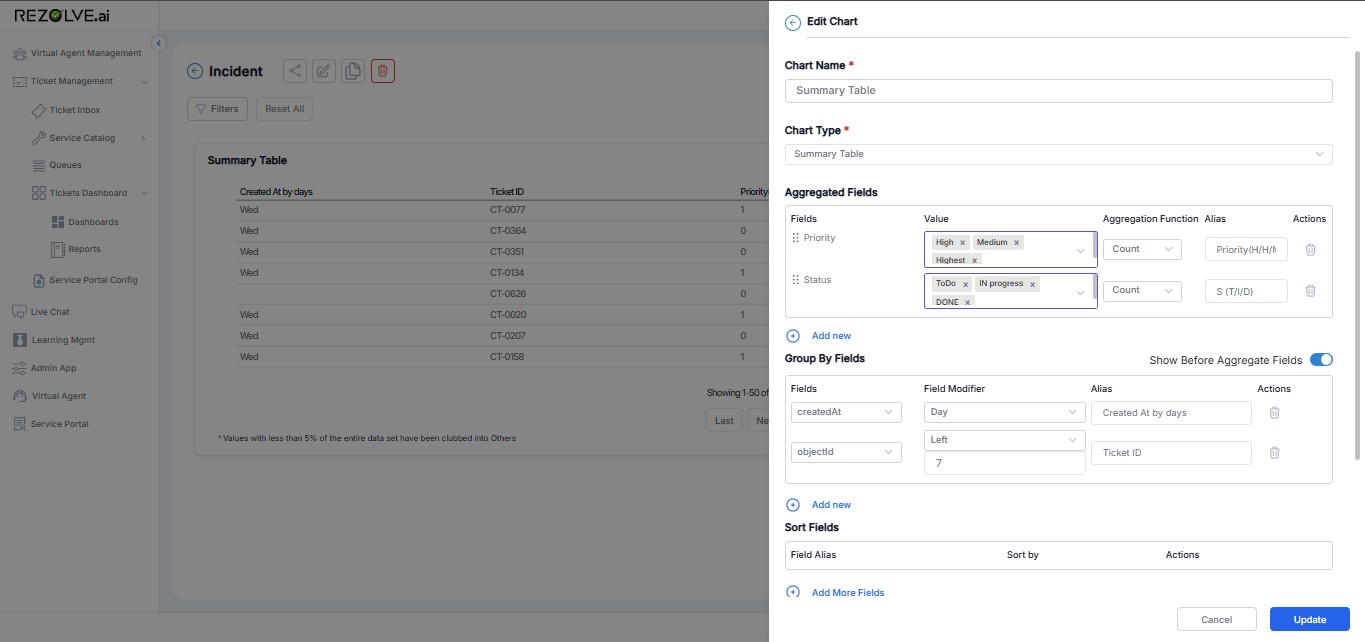 REZOLVE.ai
Virtual Agent Management
Ticket Management
Ticket Inbox
Service Catalog
Queues
Tickets Dashboard
Dashboards
Reports
Service Portal Config
Live Chat
Learning Mgmt
Admin App
Virtual Agent
Service Portal
Incident
Filters
Reset All
Summary Table
Created At by days Ticket ID Priority
Wed CT-0077 1
Wed CT-0364 0
Wed CT-0351 0
Wed CT-0134 1
CT-0626 0
Wed CT-0020 1
Wed CT-0207 0
Wed CT-0158 1
Showing 1-50 of
Last Ne
* Values with less than 5% of the entire data set have been clubbed into Others
Edit Chart
Chart Name *
Summary Table
Chart Type *
Summary Table
Aggregated Fields
Fields Value Aggregation Function Alias Actions
Priority High x Medium x Count Priority(H/H/M
Highest x
Status ToDo x IN progress x Count S (T/I/D)
DONE x
Add new
Group By Fields Show Before Aggregate Fields
Fields Field Modifier Alias Actions
createdAt Day Created At by days
objectId Left Ticket ID
7
Add new
Sort Fields
Field Alias Sort by Actions
Add More Fields
Cancel Update